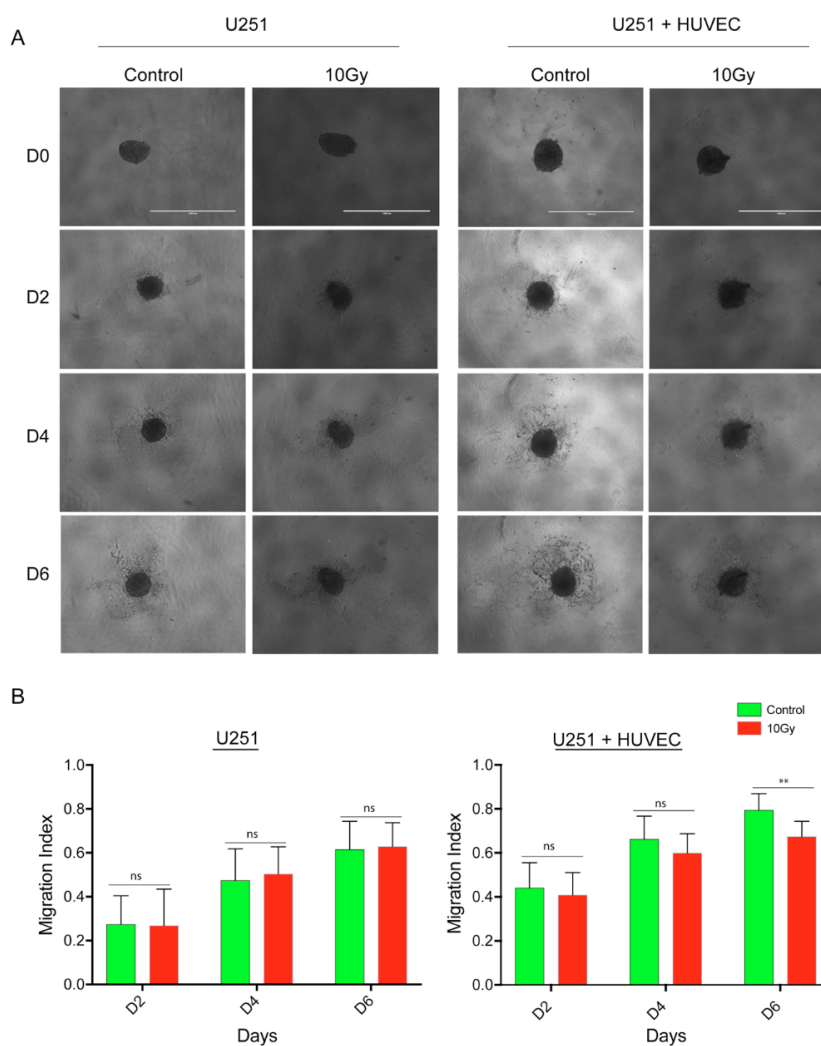 A
U251
U251 + HUVEC
Control
10Gy
Control
10Gy
D0
D2
D4
D6
B
Control
10Gy
U251
U251 + HUVEC
Migration Index
1.0
0.8
0.6
0.4
0.2
0.0
ns
ns
ns
D2
D4
D6
Days
Migration Index
1.0
0.8
0.6
0.4
0.2
0.0
ns
ns
**
D2
D4
D6
Days